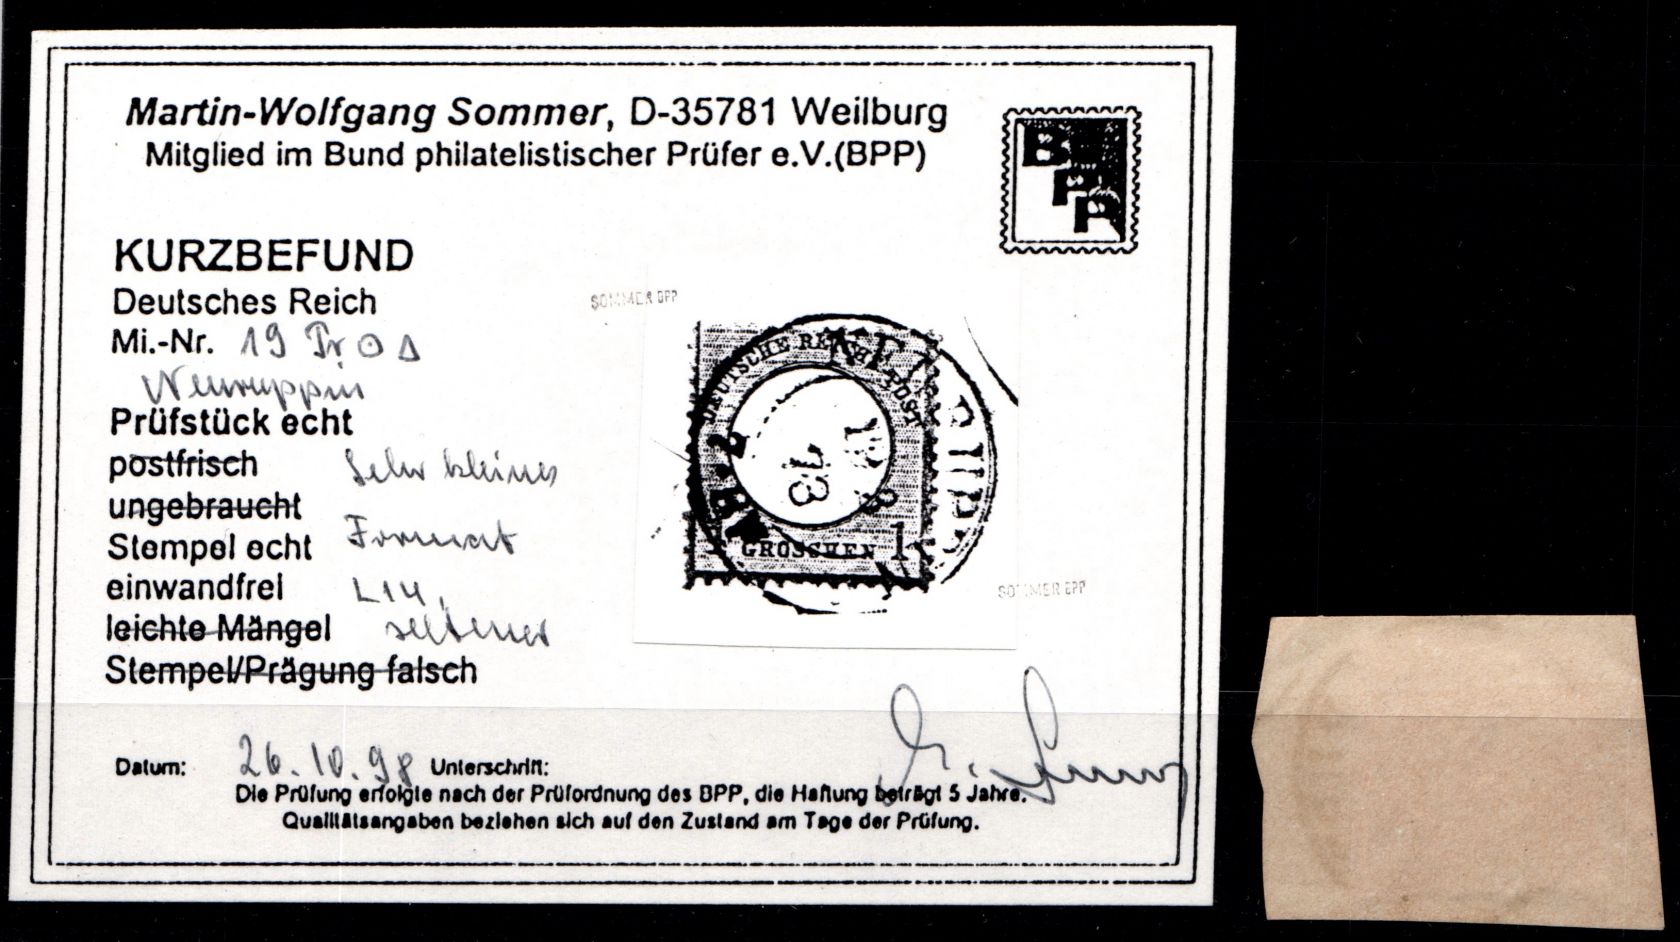 Martin-Wolfgang Sommer, D-35781 Weilburg
Mitglied im Bund philatelistischer Prüfer e.V.(BPP)
BPP
KURZBEFUND
Deutsches Reich
Mi.-Nr. 19 Pr ⊙ △
Neuruppin
Prüfstück echt
postfrisch
ungebraucht
Stempel echt
einwandfrei
leichte Mängel
Stempel/Prägung falsch
Sehr kleines
Format
seltener
SOMMER BPP
DEUTSCHE REICHS-POST
GROSCHEN 1
73
SOMMER BPP
Datum: 26.10.98 Unterschrift:
Die Prüfung erfolgte nach der Prüfordnung des BPP, die Haftung beträgt 5 Jahre.
Qualitätsangaben beziehen sich auf den Zustand am Tage der Prüfung.